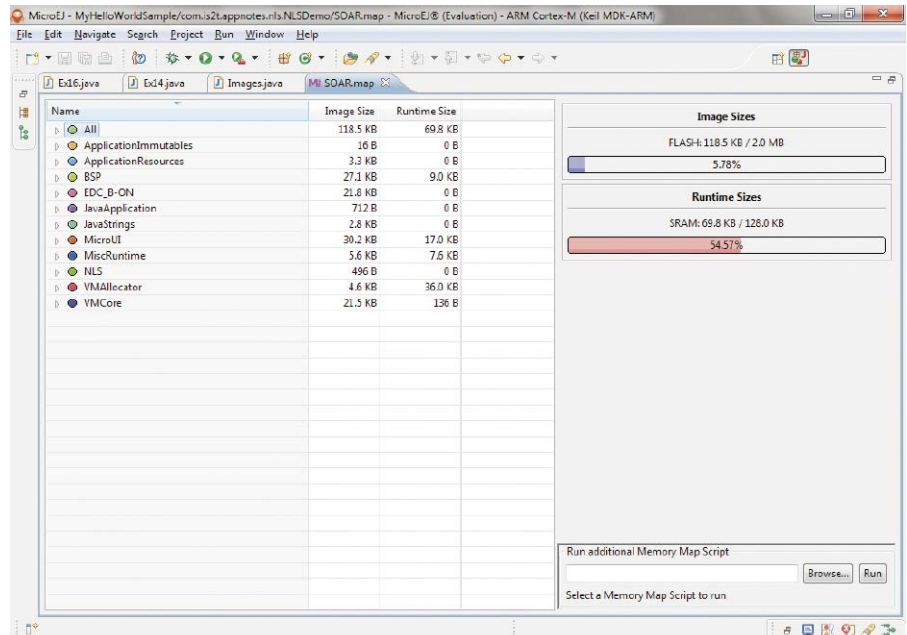 MicroEJ - MyHelloWorldSample/com.is2t.appnotes.nls.NLSDemo/SOAR.map - MicroEJ® (Evaluation) - ARM Cortex-M (Keil MDK-ARM)
File Edit Navigate Search Project Run Window Help
Ex16.java Ex14.java Images.java SOAR.map
Name Image Size Runtime Size
All 118.5 KB 69.8 KB
ApplicationImmutables 16 B 0 B
ApplicationResources 3.3 KB 0 B
BSP 27.1 KB 9.0 KB
EDC_B-ON 21.8 KB 0 B
JavaApplication 712 B 0 B
JavaStrings 2.8 KB 0 B
MicroUI 30.2 KB 17.0 KB
MiscRuntime 5.6 KB 7.6 KB
NLS 496 B 0 B
VMAllocator 4.6 KB 36.0 KB
VMCore 21.5 KB 136 B
Image Sizes
FLASH: 118.5 KB / 2.0 MB
5.78%
Runtime Sizes
SRAM: 69.8 KB / 128.0 KB
54.57%
Run additional Memory Map Script
Browse... Run
Select a Memory Map Script to run